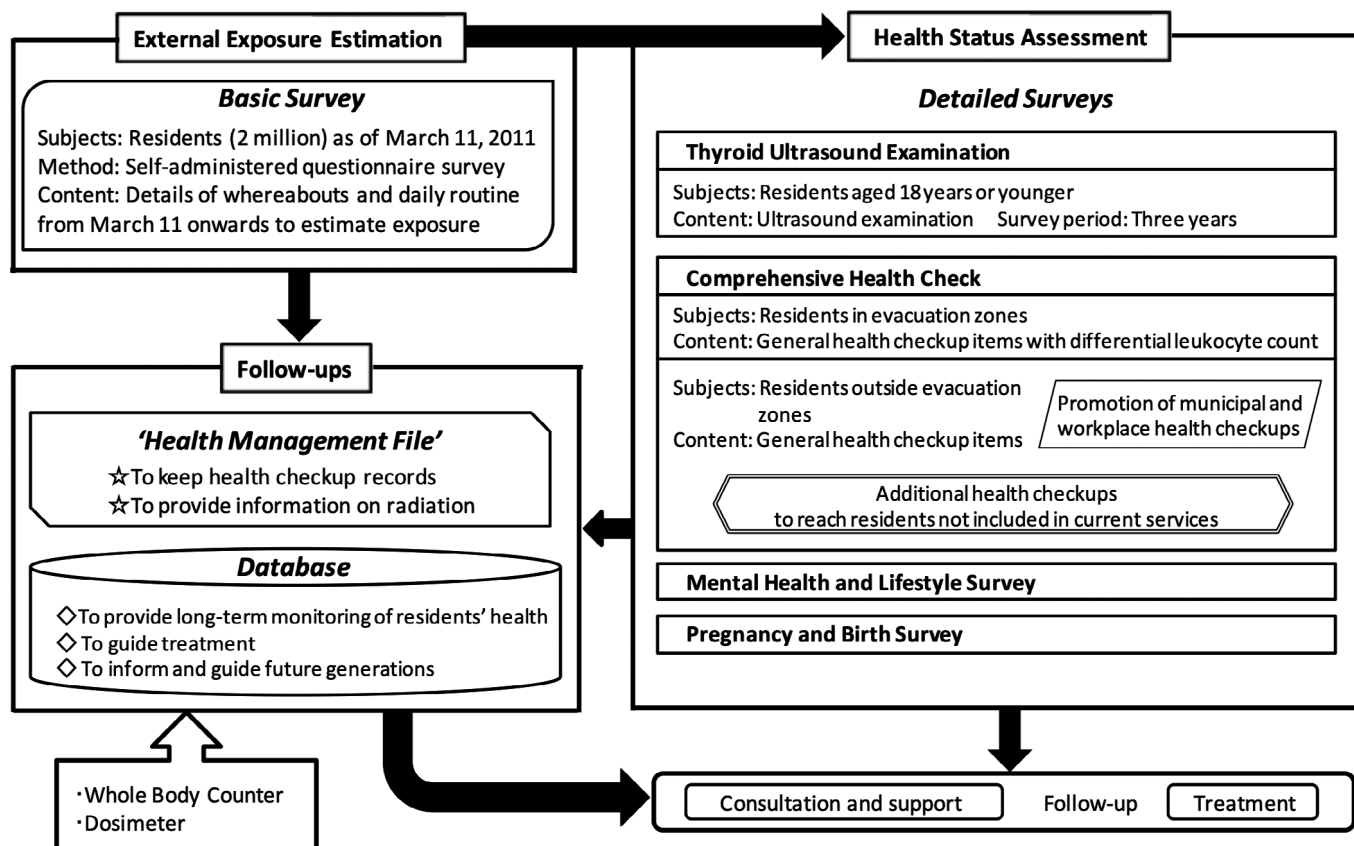 External Exposure Estimation
Basic Survey
Subjects: Residents (2 million) as of March 11, 2011
Method: Self-administered questionnaire survey
Content: Details of whereabouts and daily routine
from March 11 onwards to estimate exposure
Follow-ups
‘Health Management File’
☆To keep health checkup records
☆To provide information on radiation
Database
◇To provide long-term monitoring of residents’ health
◇To guide treatment
◇To inform and guide future generations
・Whole Body Counter
・Dosimeter
Health Status Assessment
Detailed Surveys
Thyroid Ultrasound Examination
Subjects: Residents aged 18 years or younger
Content: Ultrasound examination Survey period: Three years
Comprehensive Health Check
Subjects: Residents in evacuation zones
Content: General health checkup items with differential leukocyte count
Subjects: Residents outside evacuation
zones
Content: General health checkup items
Promotion of municipal and
workplace health checkups
Additional health checkups
to reach residents not included in current services
Mental Health and Lifestyle Survey
Pregnancy and Birth Survey
Consultation and support Follow-up Treatment